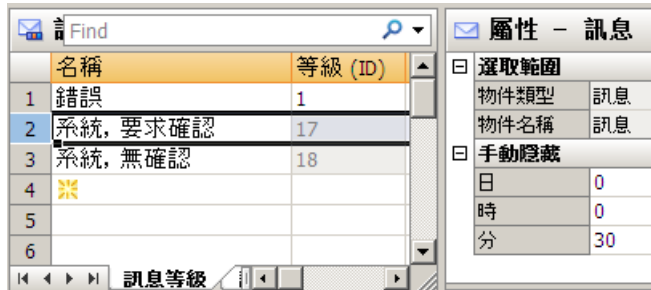 Find
名稱 等級 (ID)
1 錯誤 1
2 系統, 要求確認 17
3 系統, 無確認 18
4
5
6
訊息等級
屬性 - 訊息
選取範圍
物件類型 訊息
物件名稱 訊息
手動隱藏
日 0
時 0
分 30